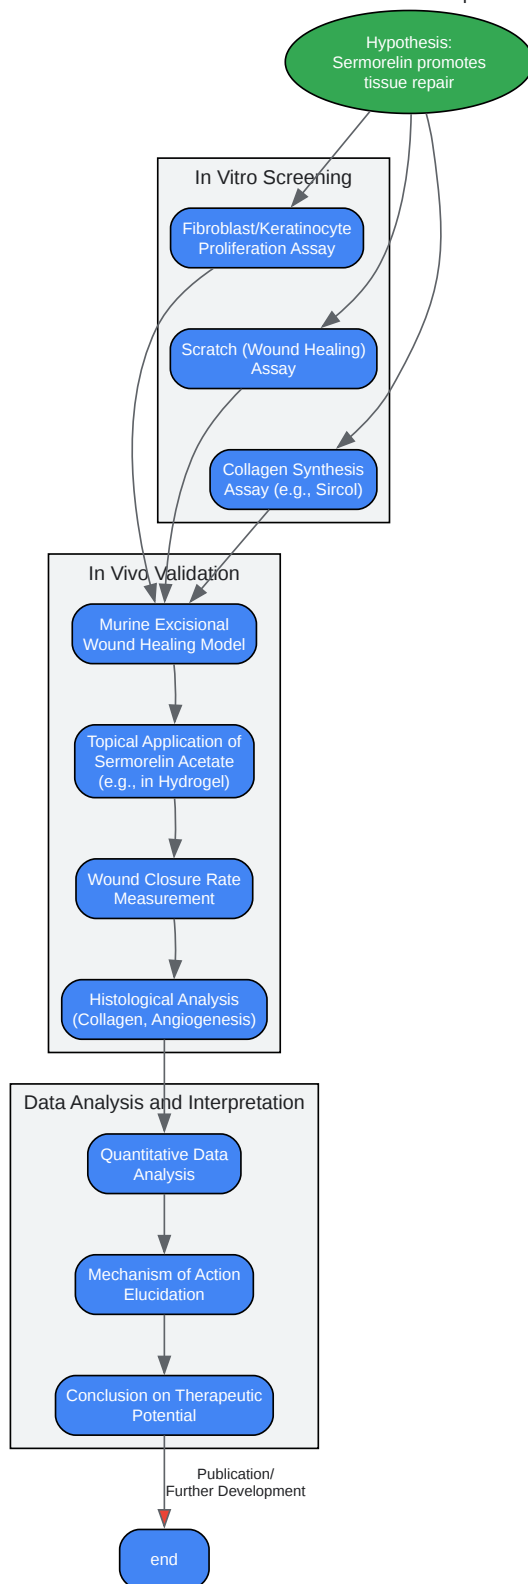 Hypothesis:
Sermorelin promotes
tissue repair
In Vitro Screening
Fibroblast/Keratinocyte
Proliferation Assay
Scratch (Wound Healing)
Assay
Collagen Synthesis
Assay (e.g., Sircol)
In Vivo Validation
Murine Excisional
Wound Healing Model
Topical Application of
Sermorelin Acetate
(e.g., in Hydrogel)
Wound Closure Rate
Measurement
Histological Analysis
(Collagen, Angiogenesis)
Data Analysis and Interpretation
Quantitative Data
Analysis
Mechanism of Action
Elucidation
Conclusion on Therapeutic
Potential
Publication/
Further Development
end